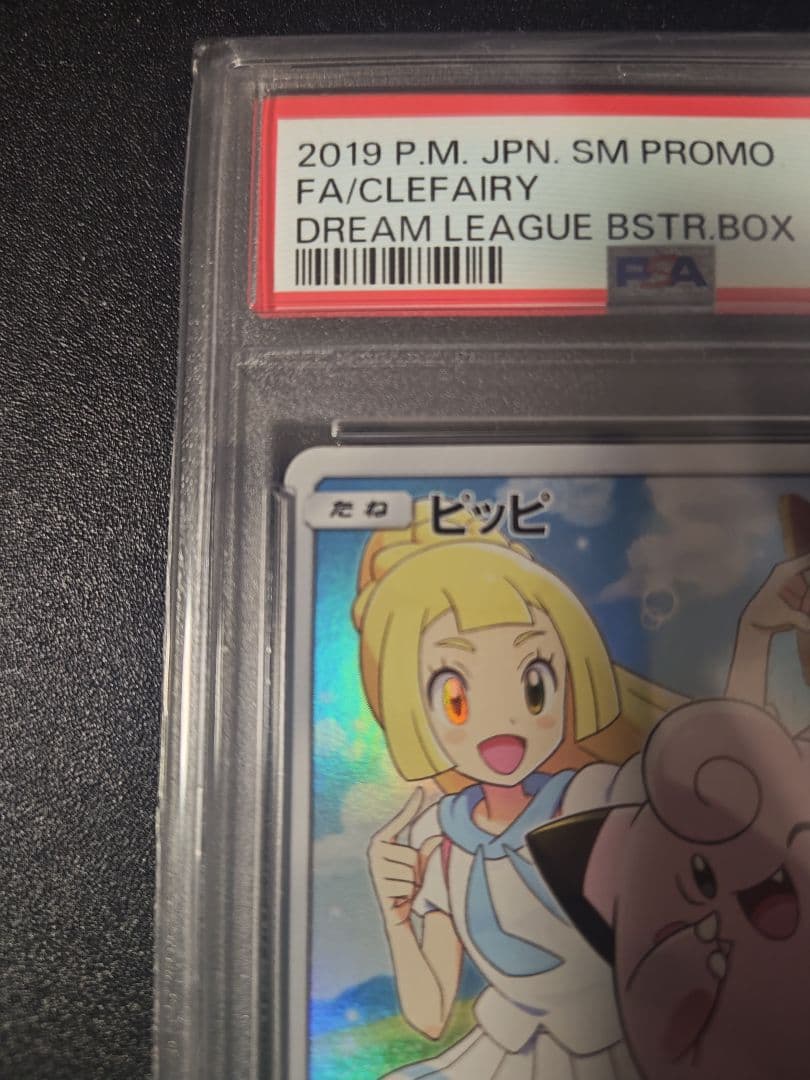 2019 P.M. JPN. SM PROMO
FA/CLEFAIRY
DREAM LEAGUE BSTR.BOX
PSA
たね ピッピ